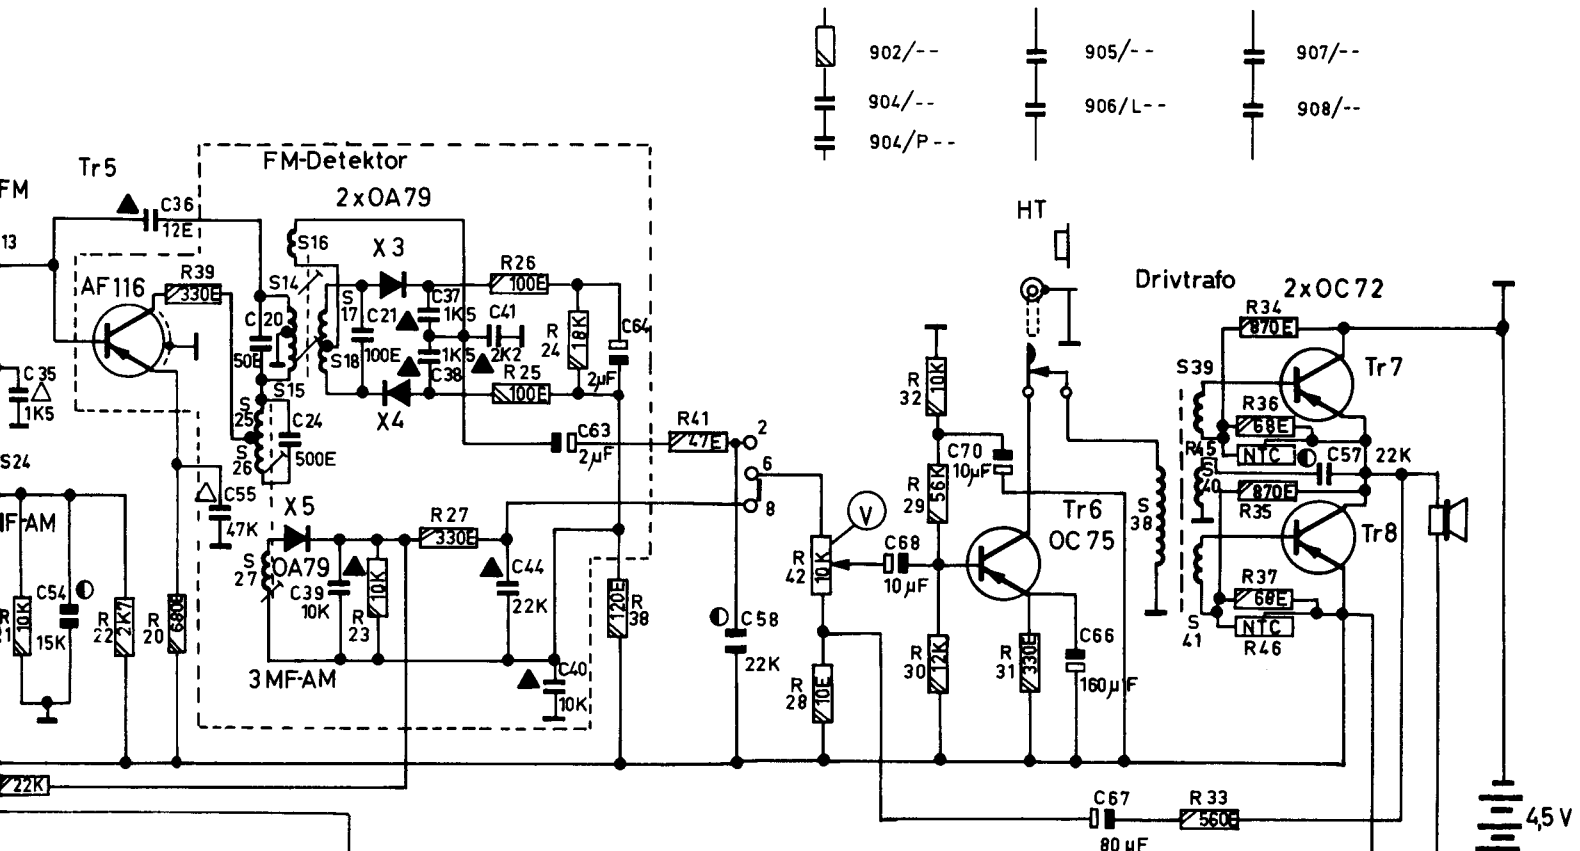 902/--
905/--
907/--
904/--
906/L--
908/--
904/P--
Tr5
FM-Detektor
FM
2xOA79
C36
12E
13
S16
HT
X3
AF116
R39
330E
S14
R26
100E
Drivtrafo
2xOC72
R34
870E
S
17
C21
C37
1K5
C41
C20
50E
100E
S18
1K5
2K2
C38
R
24
18K
C64
2µF
S15
R25
100E
X4
C35
1K5
R
32
10K
S39
Tr7
S
25
C24
S
26
500E
C63
2µF
R41
47E
2
R36
68E
R45
NTC
C57
22K
S24
6
C70
10µF
S
40
R
29
56K
870E
R35
C55
47K
X5
R27
330E
8
V
Tr6
OC75
S
38
Tr8
MF-AM
S
27
OA79
C39
10K
R
23
10K
C44
22K
R
42
10K
C68
10µF
C54
15K
R
21
10K
R
22
2K7
R
20
680E
R
38
120E
C58
22K
R37
68E
S
41
NTC
R46
3MF-AM
C40
10K
R
28
10E
R
30
12K
R
31
330E
C66
160µF
22K
C67
80µF
R33
560E
4,5V